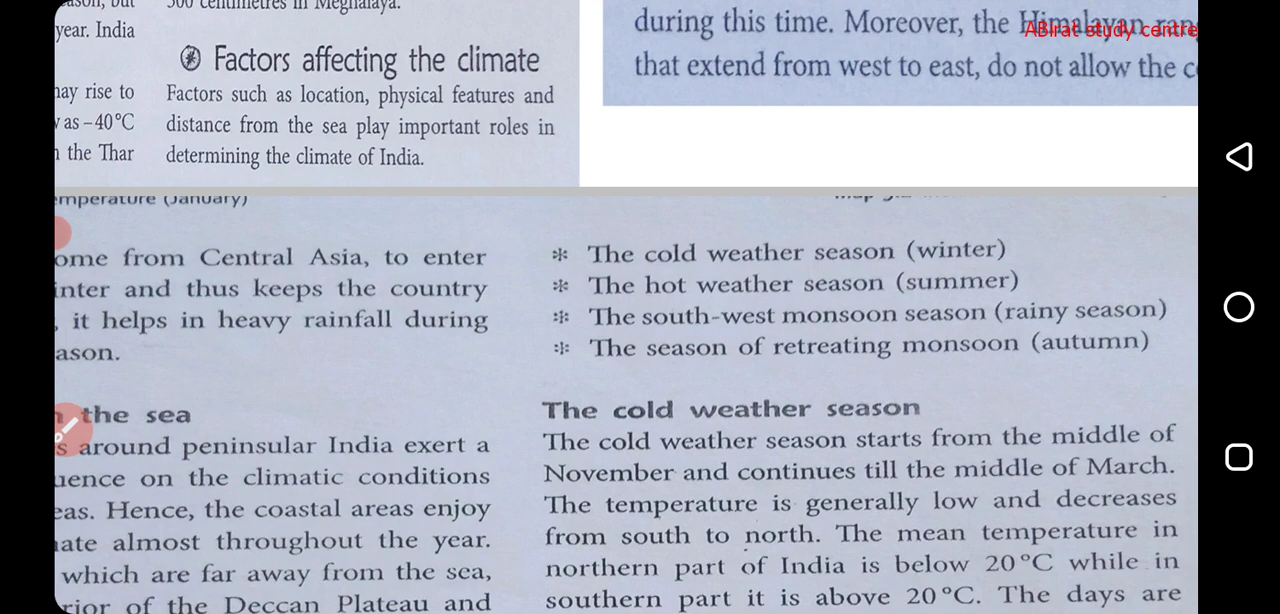 year. India
may rise to
as –40°C
the Thar
500 centimetres in Meghalaya.
Factors affecting the climate
Factors such as location, physical features and
distance from the sea play important roles in
determining the climate of India.
during this time. Moreover, the Himalayan
ABirat study centre
that extend from west to east, do not allow the
temperature (January)
come from Central Asia, to enter
and thus keeps the country
, it helps in heavy rainfall during
the sea
around peninsular India exert a
on the climatic conditions
Hence, the coastal areas enjoy
almost throughout the year.
which are far away from the sea,
of the Deccan Plateau and
* The cold weather season (winter)
* The hot weather season (summer)
* The south-west monsoon season (rainy season)
* The season of retreating monsoon (autumn)
The cold weather season
The cold weather season starts from the middle of
November and continues till the middle of March.
The temperature is generally low and decreases
from south to north. The mean temperature in
northern part of India is below 20°C while in
southern part it is above 20°C. The days are